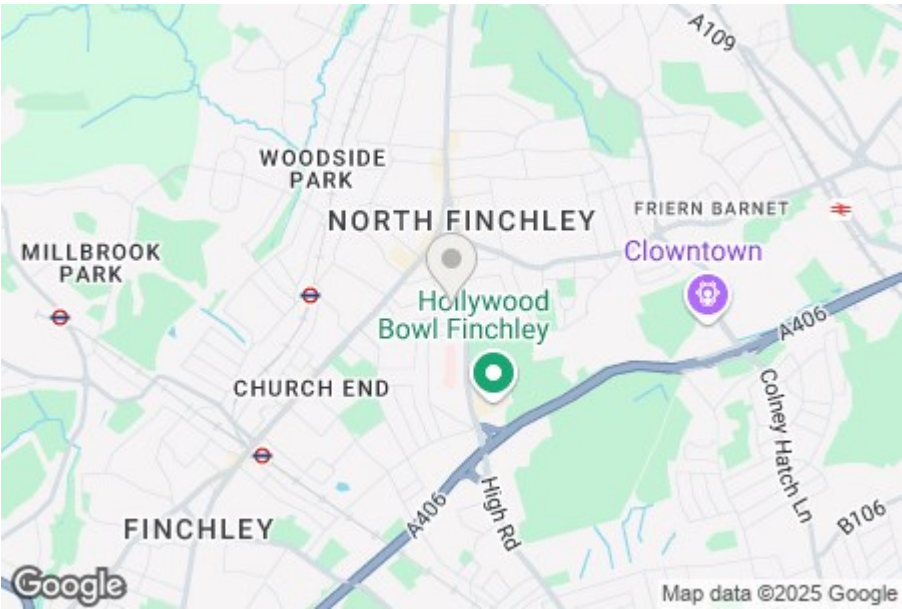 A109
WOODSIDE
PARK
NORTH FINCHLEY
FRIERN BARNET
MILLBROOK
PARK
Clowntown
Hollywood
Bowl Finchley
A406
CHURCH END
Colney Hatch Ln
High Rd
A406
B106
FINCHLEY
Google
Map data ©2025 Google